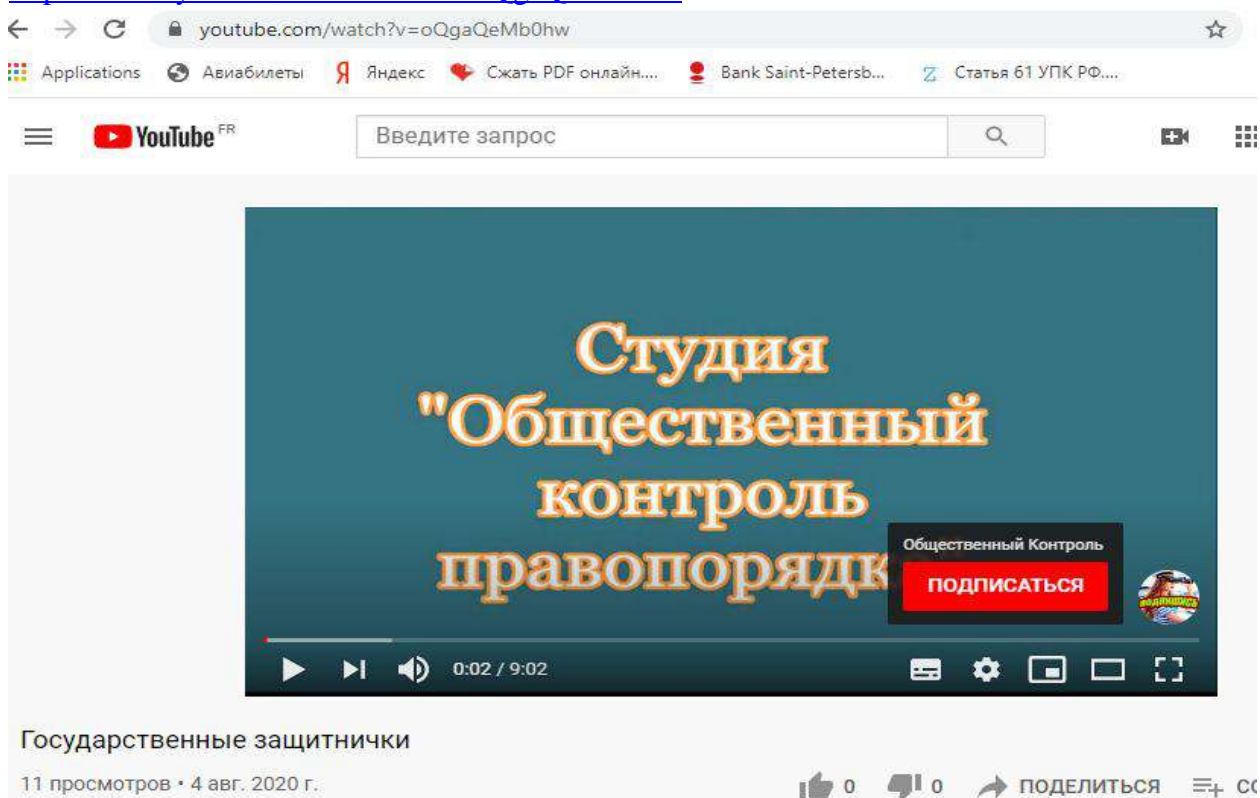 youtube.com/watch?v=oQgaQeMb0hw
Applications Авиабилеты Яндекс Сжать PDF онлайн.... Bank Saint-Petersb... Статья 61 УПК РФ....
YouTube FR Введите запрос
Студия
"Общественный
контроль
правопорядк
Общественный Контроль
ПОДПИСАТЬСЯ
ПОДПИШИСЬ
0:02 / 9:02
Государственные защитнички
11 просмотров • 4 авг. 2020 г. 0 0 ПОДЕЛИТЬСЯ СО